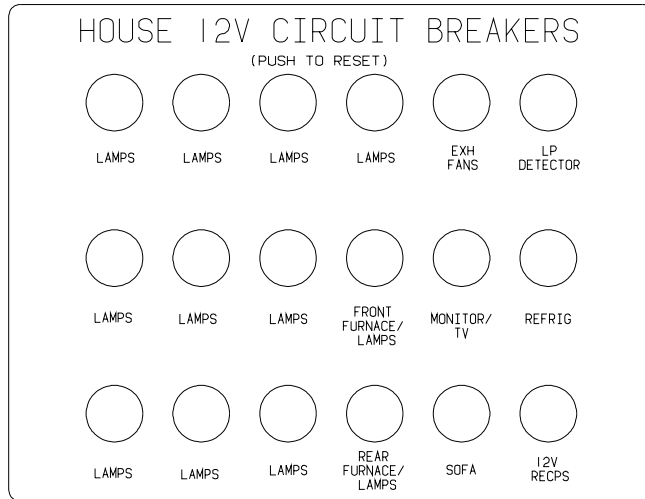 HOUSE 12V CIRCUIT BREAKERS
(PUSH TO RESET)
LAMPS LAMPS LAMPS LAMPS EXH FANS LP DETECTOR
LAMPS LAMPS LAMPS FRONT FURNACE/ LAMPS MONITOR/ TV REFRIG
LAMPS LAMPS LAMPS REAR FURNACE/ LAMPS SOFA 12V RECPS